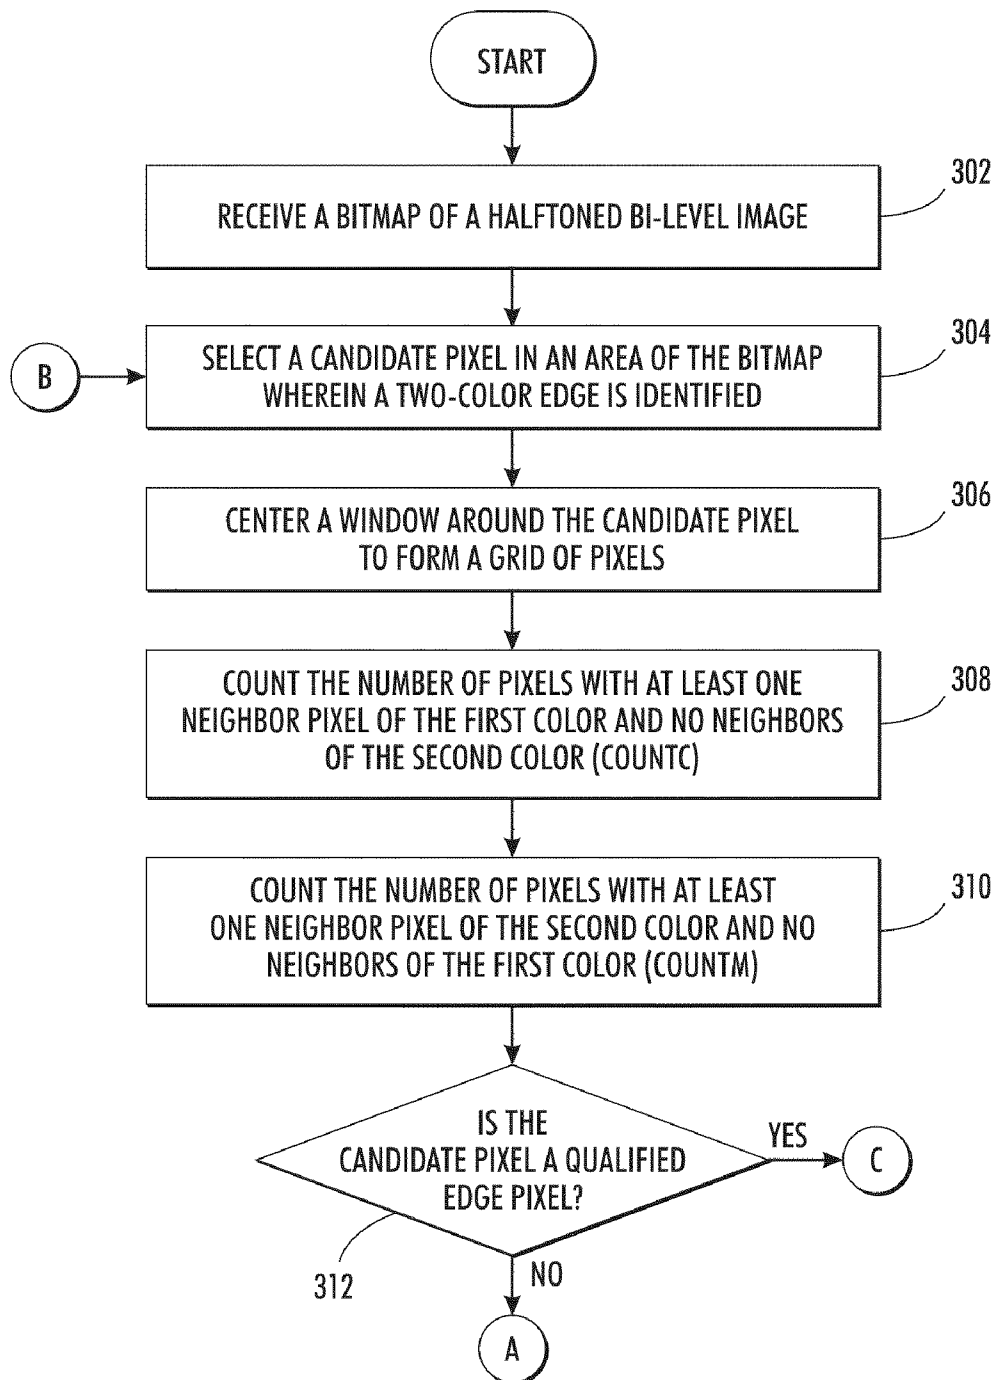 START
302
RECEIVE A BITMAP OF A HALFTONED BI-LEVEL IMAGE
304
B
SELECT A CANDIDATE PIXEL IN AN AREA OF THE BITMAP
WHEREIN A TWO-COLOR EDGE IS IDENTIFIED
306
CENTER A WINDOW AROUND THE CANDIDATE PIXEL
TO FORM A GRID OF PIXELS
308
COUNT THE NUMBER OF PIXELS WITH AT LEAST ONE
NEIGHBOR PIXEL OF THE FIRST COLOR AND NO NEIGHBORS
OF THE SECOND COLOR (COUNTC)
310
COUNT THE NUMBER OF PIXELS WITH AT LEAST
ONE NEIGHBOR PIXEL OF THE SECOND COLOR AND NO
NEIGHBORS OF THE FIRST COLOR (COUNTM)
IS THE
CANDIDATE PIXEL A QUALIFIED
EDGE PIXEL?
YES
C
312
NO
A